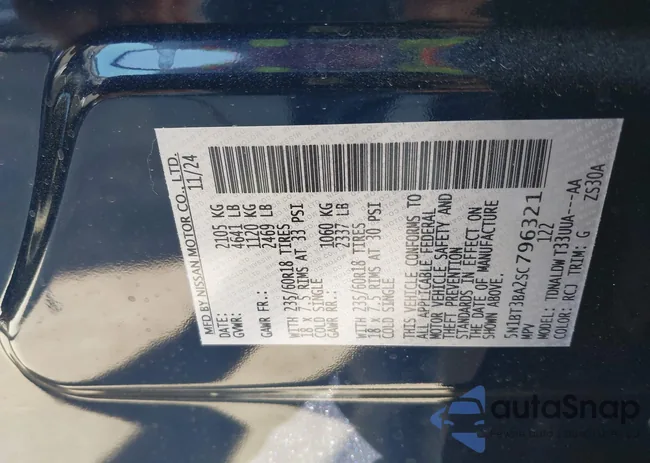 MFD BY NISSAN MOTOR CO., LTD.
DATE: 11/24
GVWR: 2105 KG
4641 LB
GAWR FR.: 1120 KG
2469 LB
WITH 235/60R18 TIRES
18 X 7.5 RIMS AT 33 PSI
COLD SINGLE
GAWR RR.: 1060 KG
2337 LB
WITH 235/60R18 TIRES
18 X 7.5 RIMS AT 30 PSI
COLD SINGLE
THIS VEHICLE CONFORMS TO
ALL APPLICABLE FEDERAL
MOTOR VEHICLE SAFETY AND
THEFT PREVENTION
STANDARDS IN EFFECT ON
THE DATE OF MANUFACTURE
SHOWN ABOVE.
5N1BT3BA2SC796321
MPV 122
MODEL: TDNALDWT33UUA---AA
COLOR: RCJ TRIM: G ZS30A
autoSnap